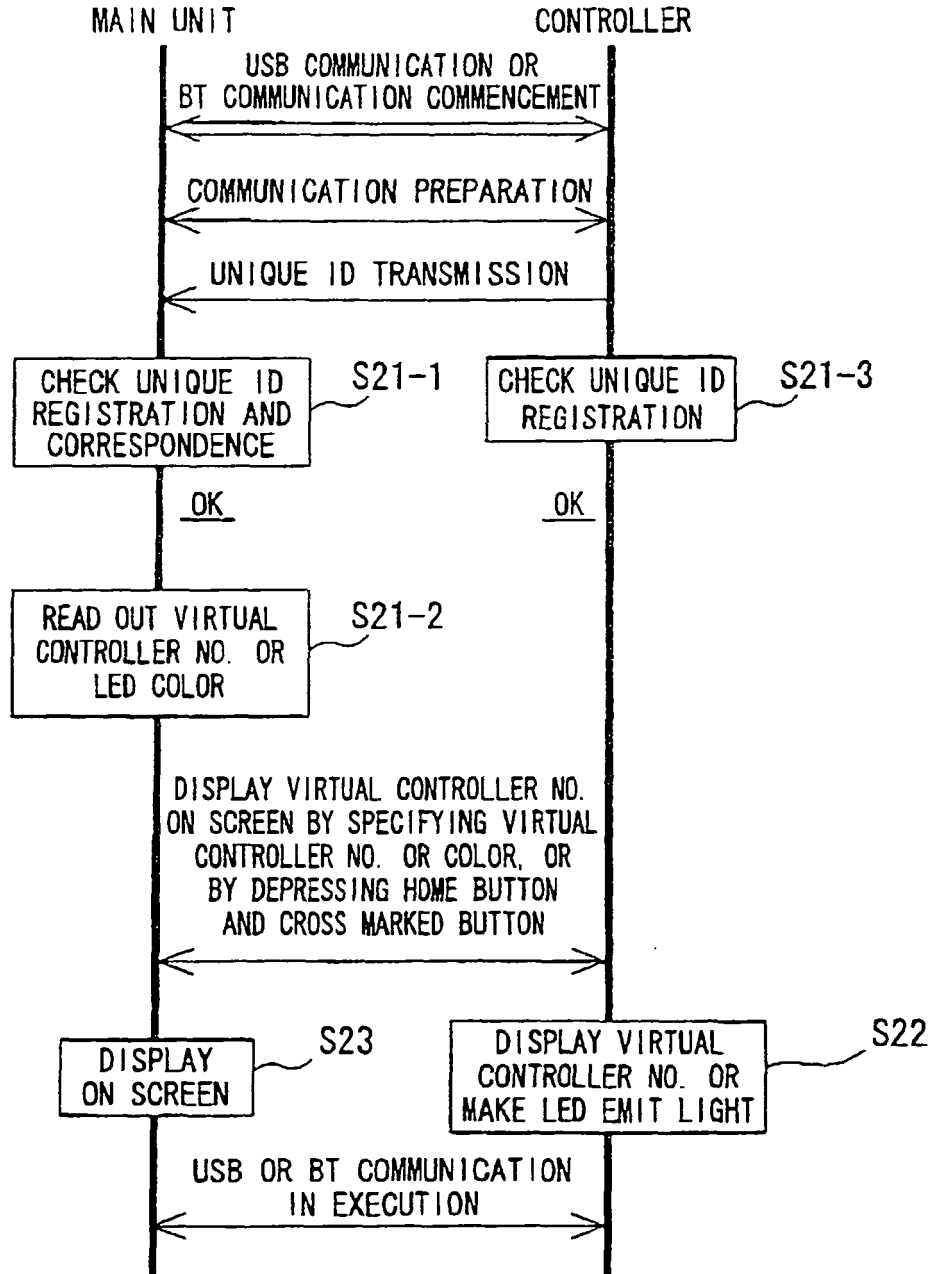 MAIN UNIT
CONTROLLER
USB COMMUNICATION OR
BT COMMUNICATION COMMENCEMENT
COMMUNICATION PREPARATION
UNIQUE ID TRANSMISSION
CHECK UNIQUE ID
REGISTRATION AND
CORRESPONDENCE
S21-1
CHECK UNIQUE ID
REGISTRATION
S21-3
OK
OK
READ OUT VIRTUAL
CONTROLLER NO. OR
LED COLOR
S21-2
DISPLAY VIRTUAL CONTROLLER NO.
ON SCREEN BY SPECIFYING VIRTUAL
CONTROLLER NO. OR COLOR, OR
BY DEPRESSING HOME BUTTON
AND CROSS MARKED BUTTON
DISPLAY
ON SCREEN
S23
DISPLAY VIRTUAL
CONTROLLER NO. OR
MAKE LED EMIT LIGHT
S22
USB OR BT COMMUNICATION
IN EXECUTION